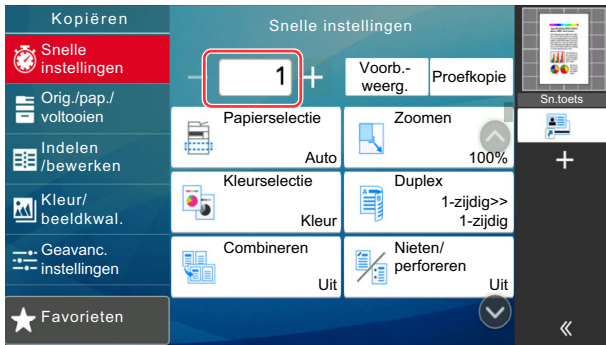 Kopiëren
Snelle
instellingen
Orig./pap./
voltooien
Indelen
/bewerken
Kleur/
beeldkwal.
Geavanc.
instellingen
Favorieten
Snelle instellingen
− 1 +
Voorb.-
weerg.
Proefkopie
Papierselectie
Auto
Zoomen
100%
Kleurselectie
Kleur
Duplex
1-zijdig>>
1-zijdig
Combineren
Uit
Nieten/
perforeren
Uit
Sn.toets
+
«